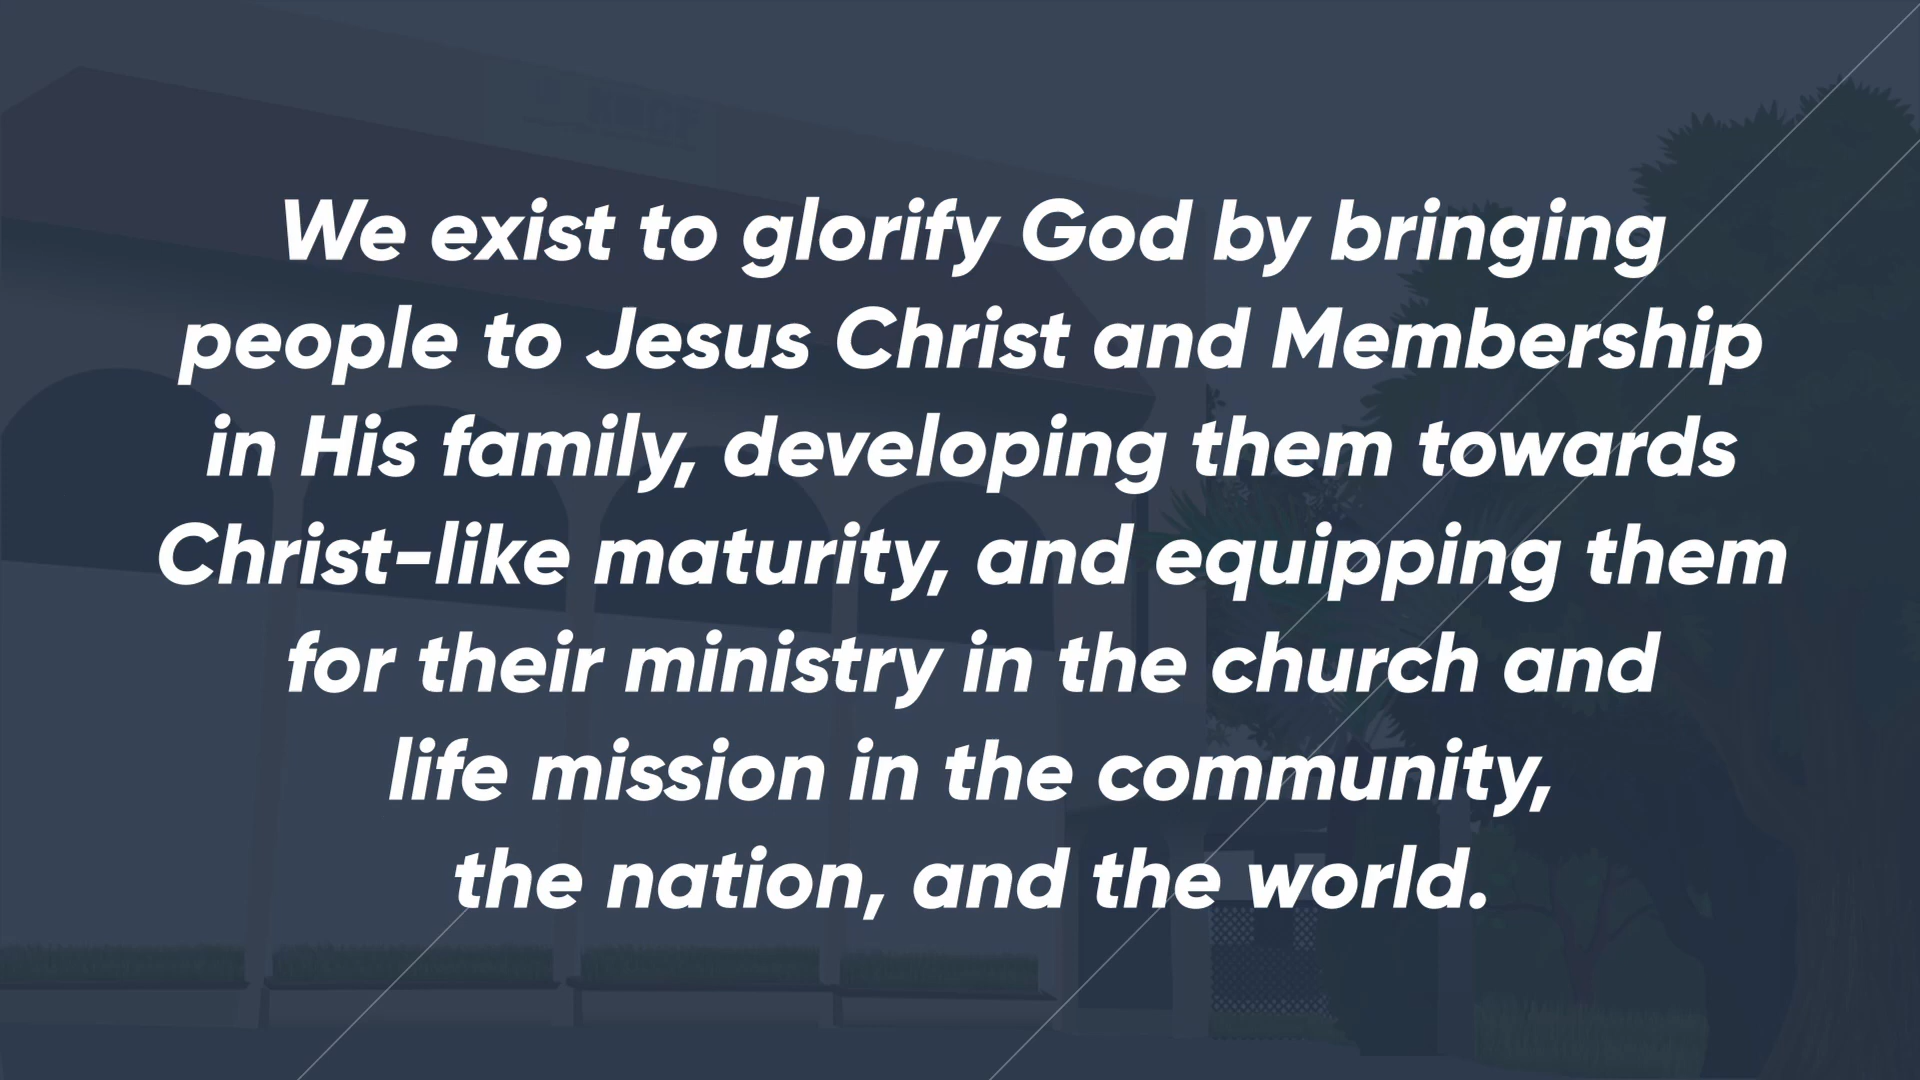 We exist to glorify God by bringing
people to Jesus Christ and Membership
in His family, developing them towards
Christ-like maturity, and equipping them
for their ministry in the church and
life mission in the community,
the nation, and the world.